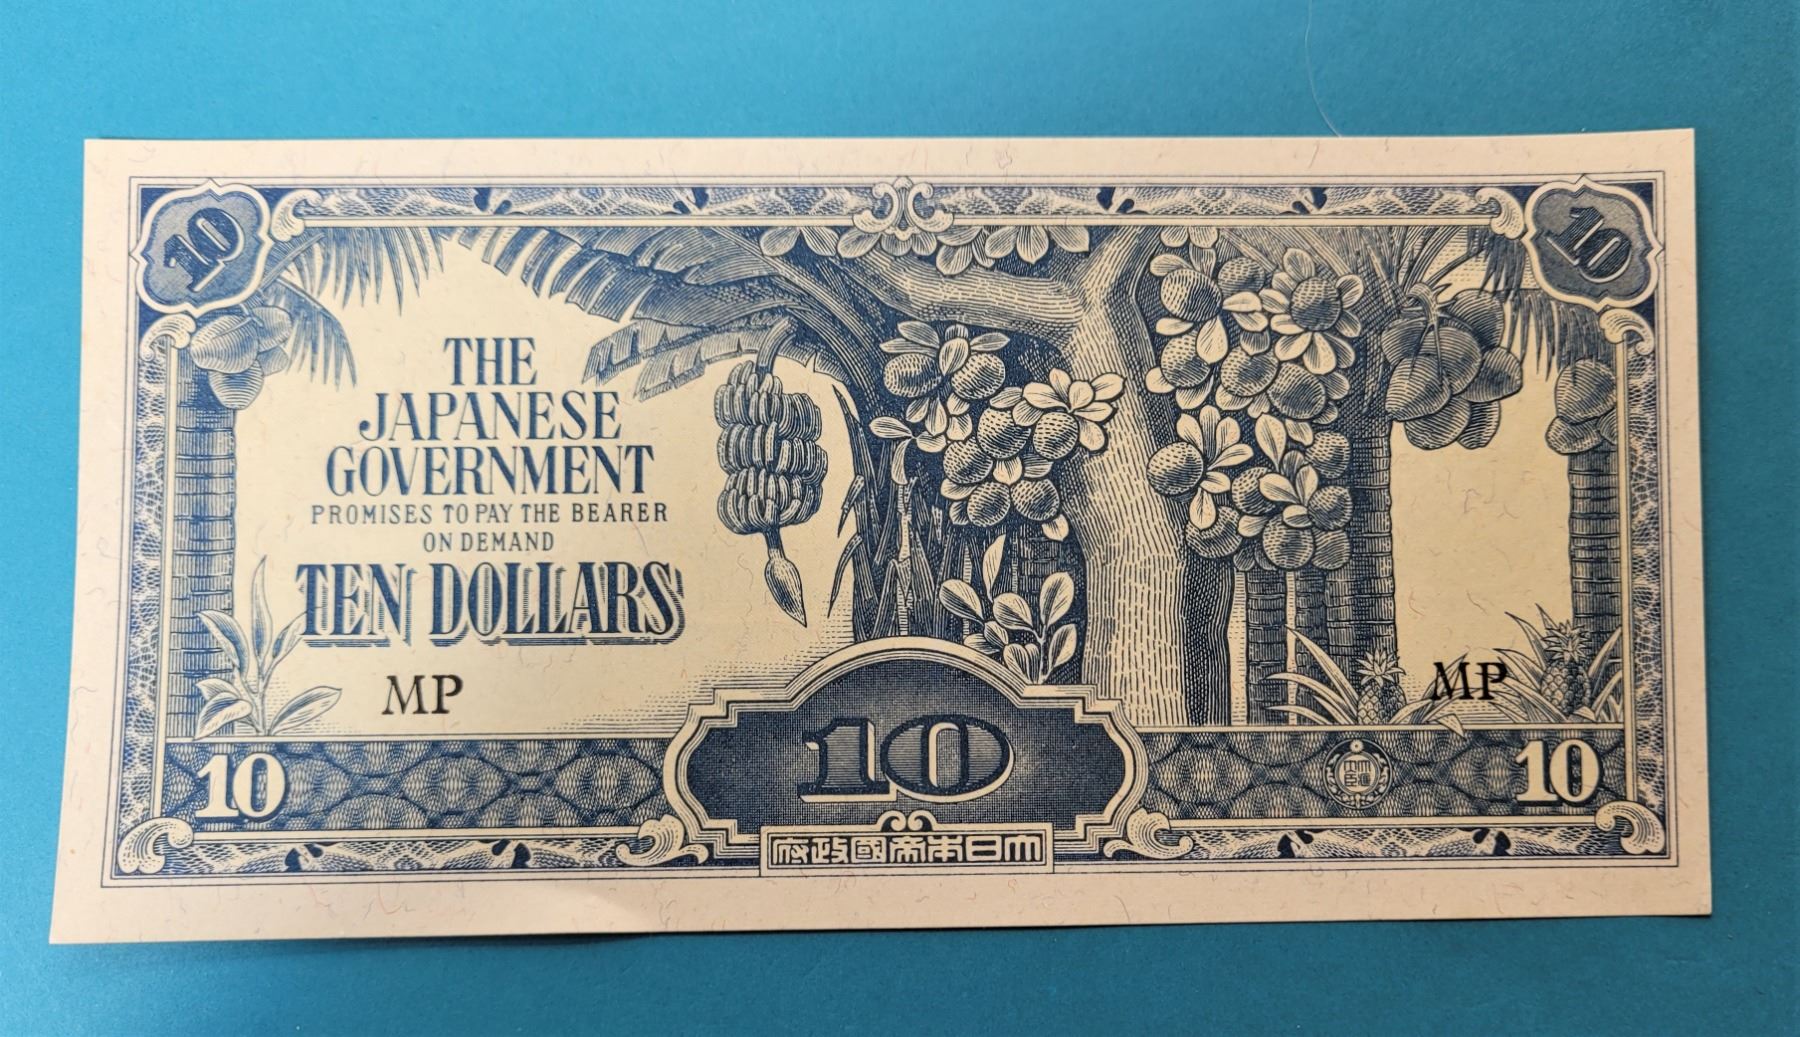 10
10
THE
JAPANESE
GOVERNMENT
PROMISES TO PAY THE BEARER
ON DEMAND
TEN DOLLARS
MP
MP
10
10
10
府政國帝本日大